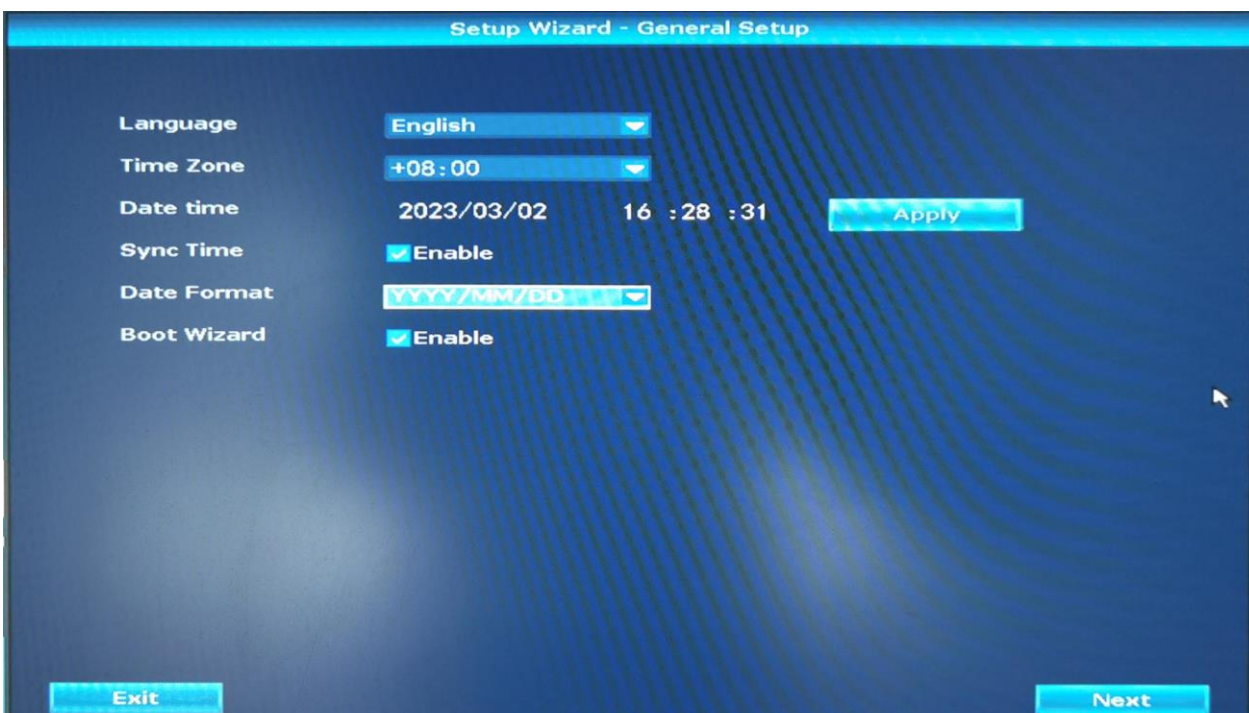 Setup Wizard - General Setup
Language English
Time Zone +08:00
Date time 2023/03/02 16 :28 :31 Apply
Sync Time Enable
Date Format YYYY/MM/DD
Boot Wizard Enable
Exit Next